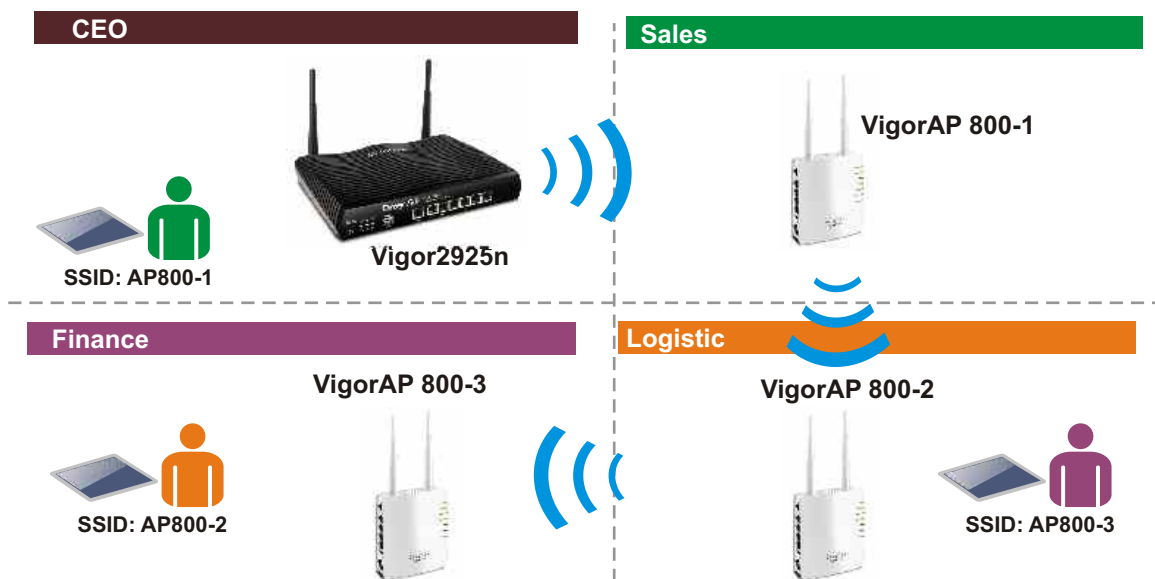 CEO
Sales
VigorAP 800-1
Vigor2925n
SSID: AP800-1
Finance
Logistic
VigorAP 800-3
VigorAP 800-2
SSID: AP800-2
SSID: AP800-3